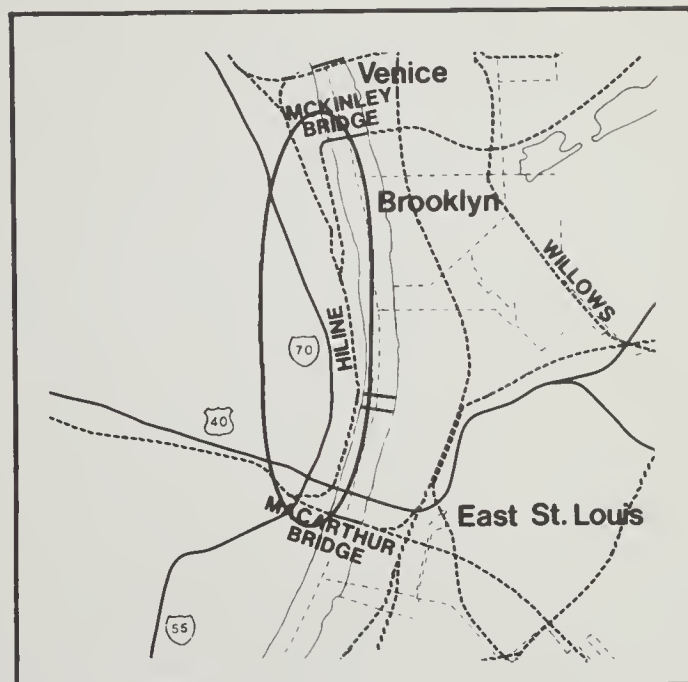 Venice
MCKINLEY
BRIDGE
Brooklyn
WILLOWS
HILINE
70
40
East St. Louis
MACARTHUR
BRIDGE
55